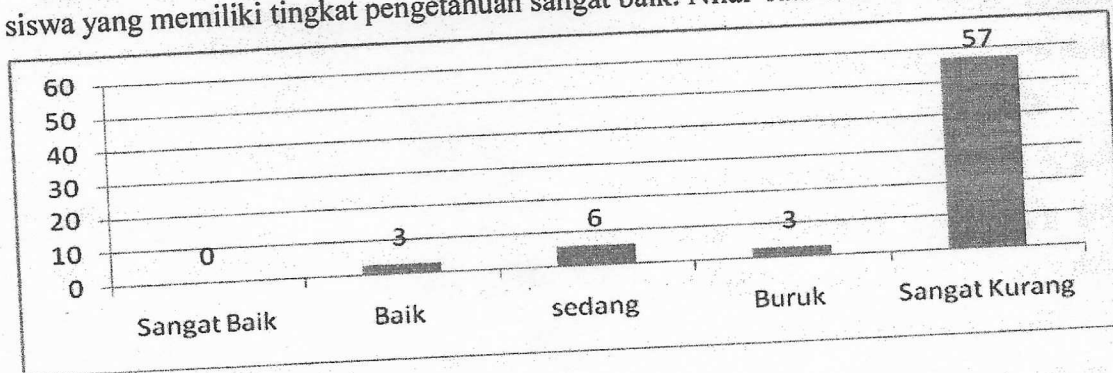 siswa yang memiliki tingkat pengetahuan sangat baik.
57
60
50
40
30
20
10
0
0
3
6
3
Sangat Baik
Baik
sedang
Buruk
Sangat Kurang